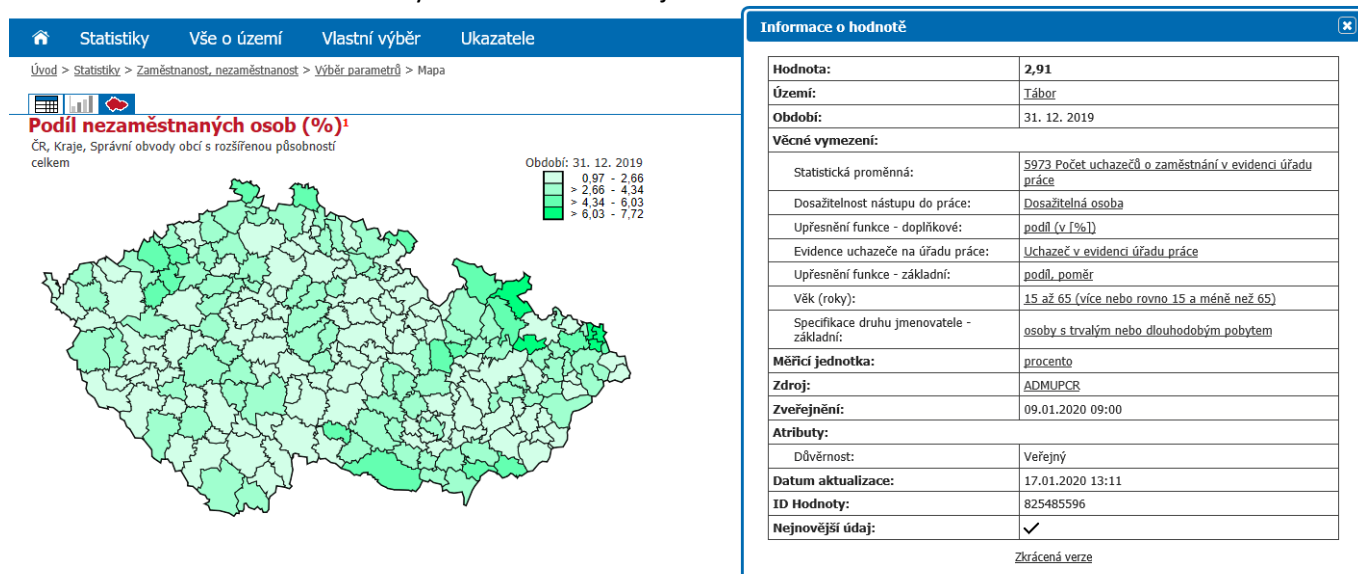 Statistiky Vše o území Vlastní výběr Ukazatele
Úvod > Statistiky > Zaměstnanost, nezaměstnanost > Výběr parametrů > Mapa
Podíl nezaměstnaných osob (%)¹
ČR, Kraje, Správní obvody obcí s rozšířenou působností
celkem
Období: 31. 12. 2019
0,97 - 2,66
> 2,66 - 4,34
> 4,34 - 6,03
> 6,03 - 7,72
Informace o hodnotě
Hodnota: 2,91
Území: Tábor
Období: 31. 12. 2019
Věcné vymezení:
Statistická proměnná: 5973 Počet uchazečů o zaměstnání v evidenci úřadu
práce
Dosažitelnost nástupu do práce: Dosažitelná osoba
Upřesnění funkce - doplňkové: podíl (v [%])
Evidence uchazeče na úřadu práce: Uchazeč v evidenci úřadu práce
Upřesnění funkce - základní: podíl, poměr
Věk (roky): 15 až 65 (více nebo rovno 15 a méně než 65)
Specifikace druhu jmenovatele -
základní: osoby s trvalým nebo dlouhodobým pobytem
Měřicí jednotka: procento
Zdroj: ADMUPCR
Zveřejnění: 09.01.2020 09:00
Atributy:
Důvěrnost: Veřejný
Datum aktualizace: 17.01.2020 13:11
ID Hodnoty: 825485596
Nejnovější údaj: ✓
Zkrácená verze